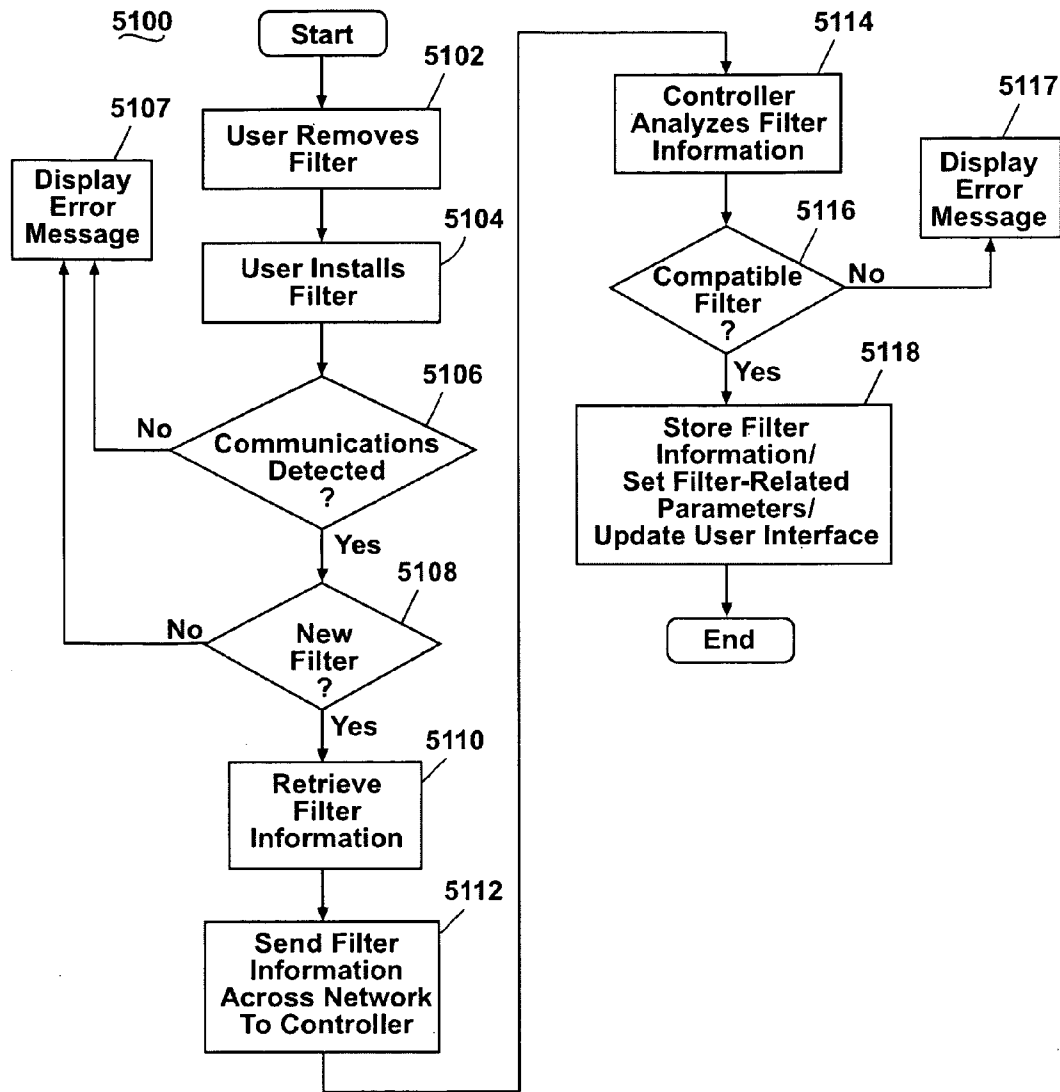 5100
Start
5102
User Removes
Filter
5104
User Installs
Filter
5107
Display
Error
Message
5106
Communications
Detected
?
No
Yes
5108
New
Filter
?
No
Yes
5110
Retrieve
Filter
Information
5112
Send Filter
Information
Across Network
To Controller
5114
Controller
Analyzes Filter
Information
5116
Compatible
Filter
?
No
5117
Display
Error
Message
Yes
5118
Store Filter
Information/
Set Filter-Related
Parameters/
Update User Interface
End